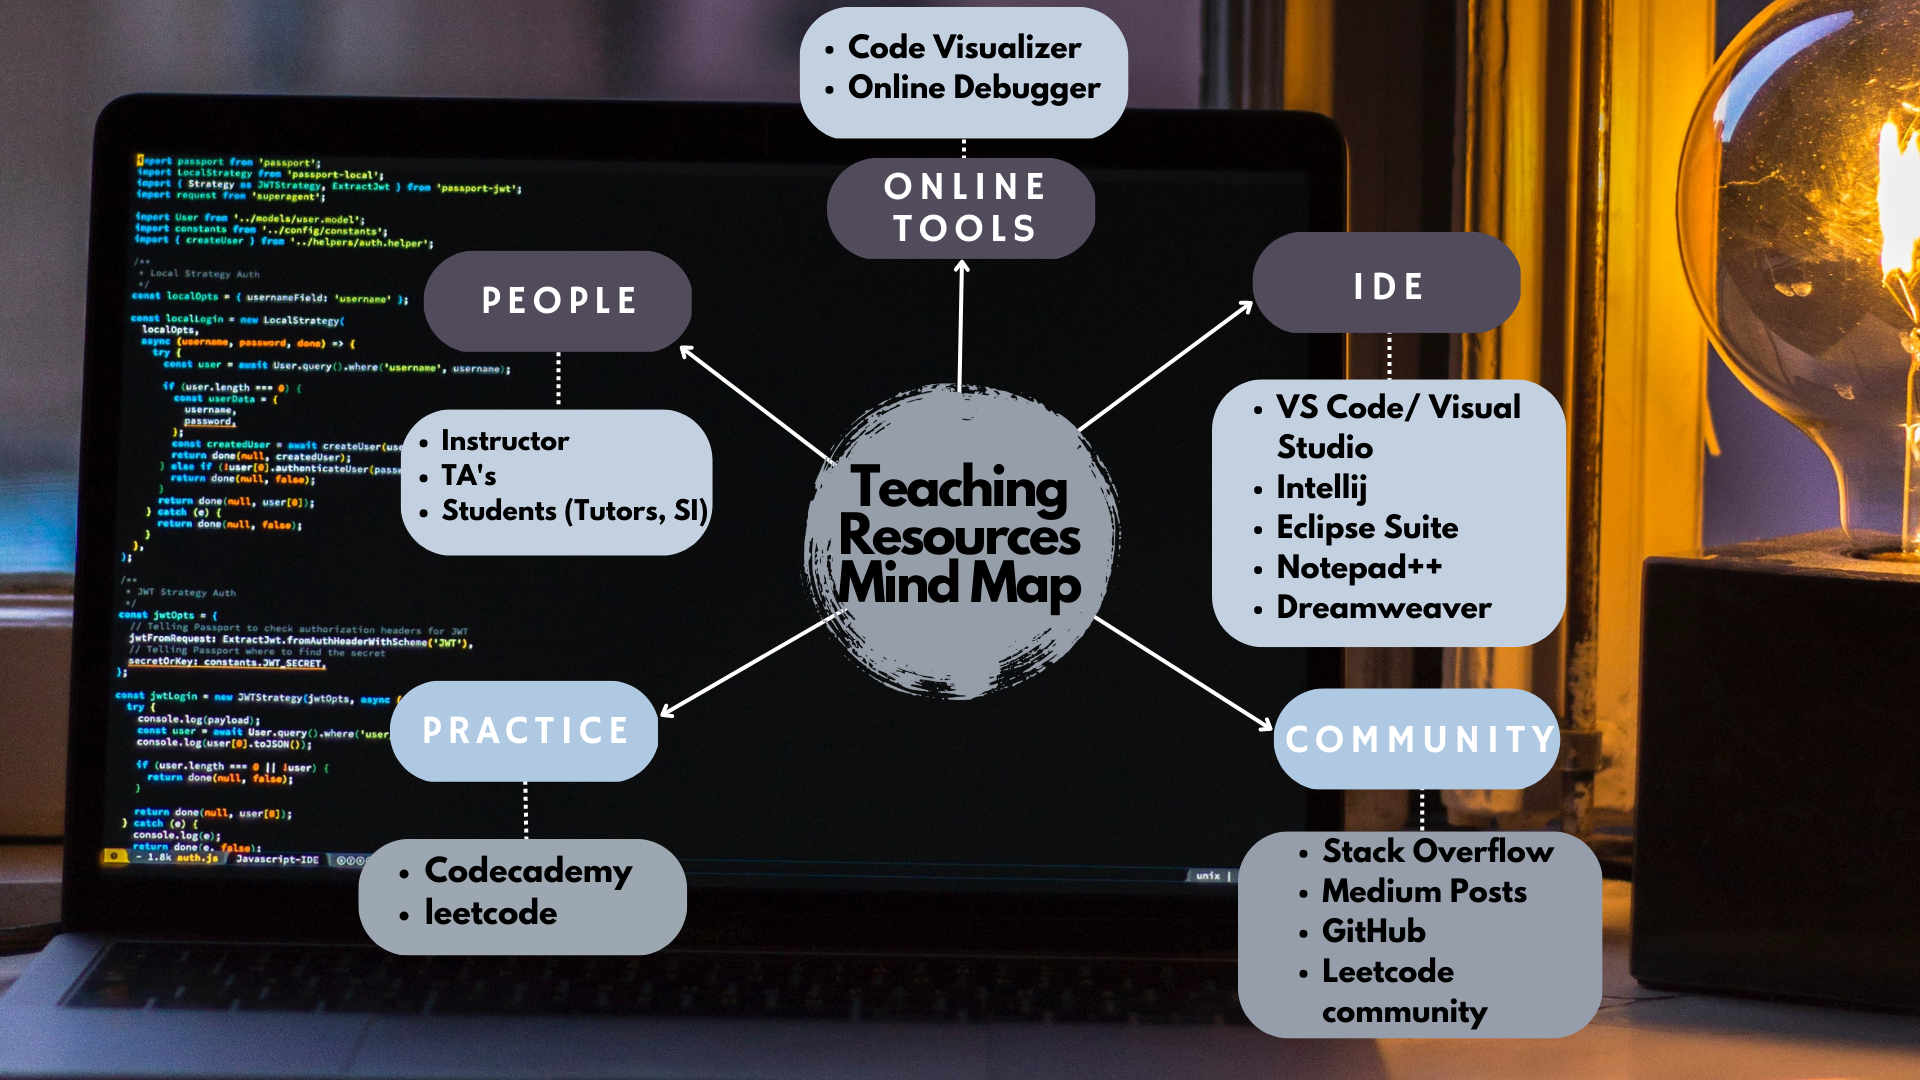 Code Visualizer
Online Debugger
ONLINE
TOOLS
PEOPLE
Instructor
TA's
Students (Tutors, SI)
IDE
VS Code/ Visual
Studio
Intellij
Eclipse Suite
Notepad++
Dreamweaver
Teaching
Resources
Mind Map
PRACTICE
Codecademy
leetcode
COMMUNITY
Stack Overflow
Medium Posts
GitHub
Leetcode
community
import passport from 'passport';
import LocalStrategy from 'passport-local';
import { Strategy as JWTStrategy, ExtractJwt } from 'passport-jwt';
import request from 'superagent';
import User from '../models/user.model';
import constants from '../config/constants';
import { createUser } from '../helpers/auth.helper';
/**
* Local Strategy Auth
*/
const localOpts = { usernameField: 'username' };
const localLogin = new LocalStrategy(
localOpts,
async (username, password, done) => {
try {
const user = await User.query().where('username', username);
if (user.length === 0) {
const userData = {
username,
password,
};
const createdUser = await createUser(
return done(null, createdUser);
} else if (!user[0].authenticateUser(
return done(null, false);
}
return done(null, user[0]);
} catch (e) {
return done(null, false);
}
},
);
/**
* JWT Strategy Auth
*/
const jwtOpts = {
// Telling Passport to check authorization headers for JWT
jwtFromRequest: ExtractJwt.fromAuthHeaderWithScheme('JWT'),
// Telling Passport where to find the secret
secretOrKey: constants.JWT_SECRET,
};
const jwtLogin = new JWTStrategy(jwtOpts, async (
try {
console.log(payload);
const user = await User.query().where(
console.log(user[0].toJSON());
if (user.length === 0 || !user) {
return done(null, false);
}
return done(null, user[0]);
} catch (e) {
console.log(e);
return done(e, false);
- 1.8k auth.js Javascript-IDE
unix |